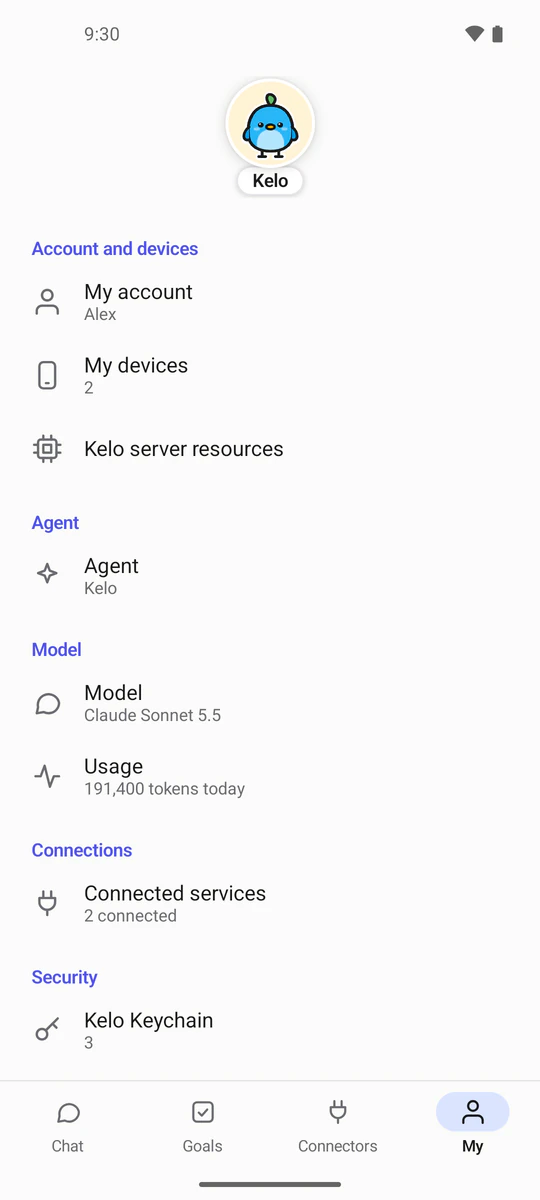 9:30
Kelo
Account and devices
My account
Alex
My devices
2
Kelo server resources
Agent
Agent
Kelo
Model
Model
Claude Sonnet 5.5
Usage
191,400 tokens today
Connections
Connected services
2 connected
Security
Kelo Keychain
3
Chat
Goals
Connectors
My